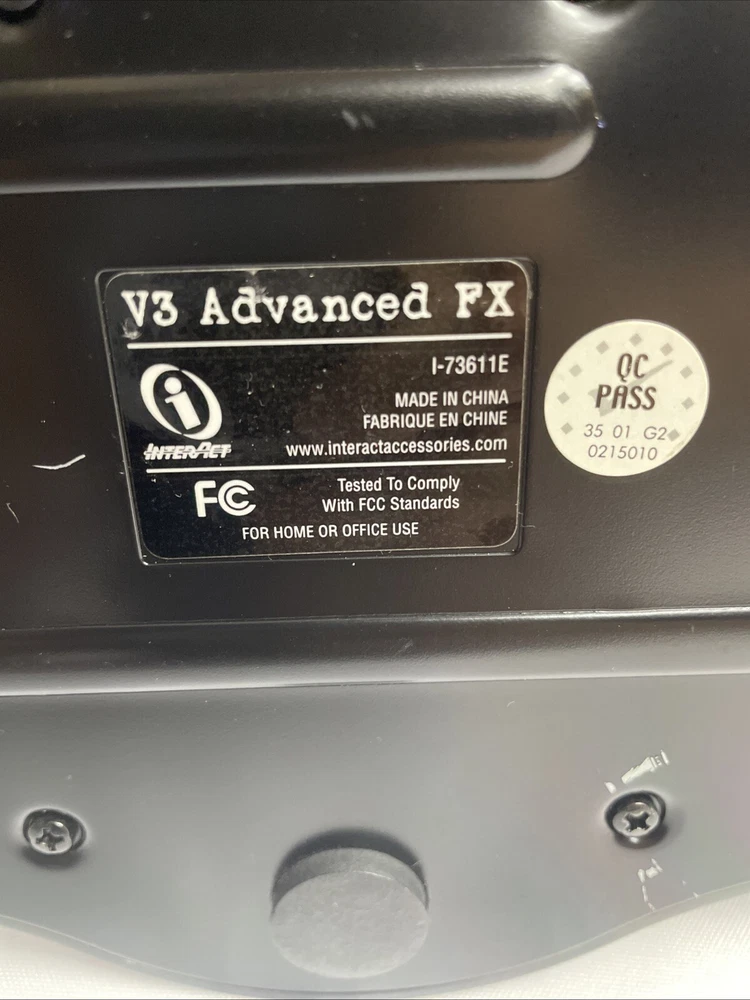 V3 Advanced FX
I-73611E
MADE IN CHINA
FABRIQUE EN CHINE
INTERACT
www.interactaccessories.com
FC
Tested To Comply
With FCC Standards
FOR HOME OR OFFICE USE
QC
PASS
35 01 G2
0215010